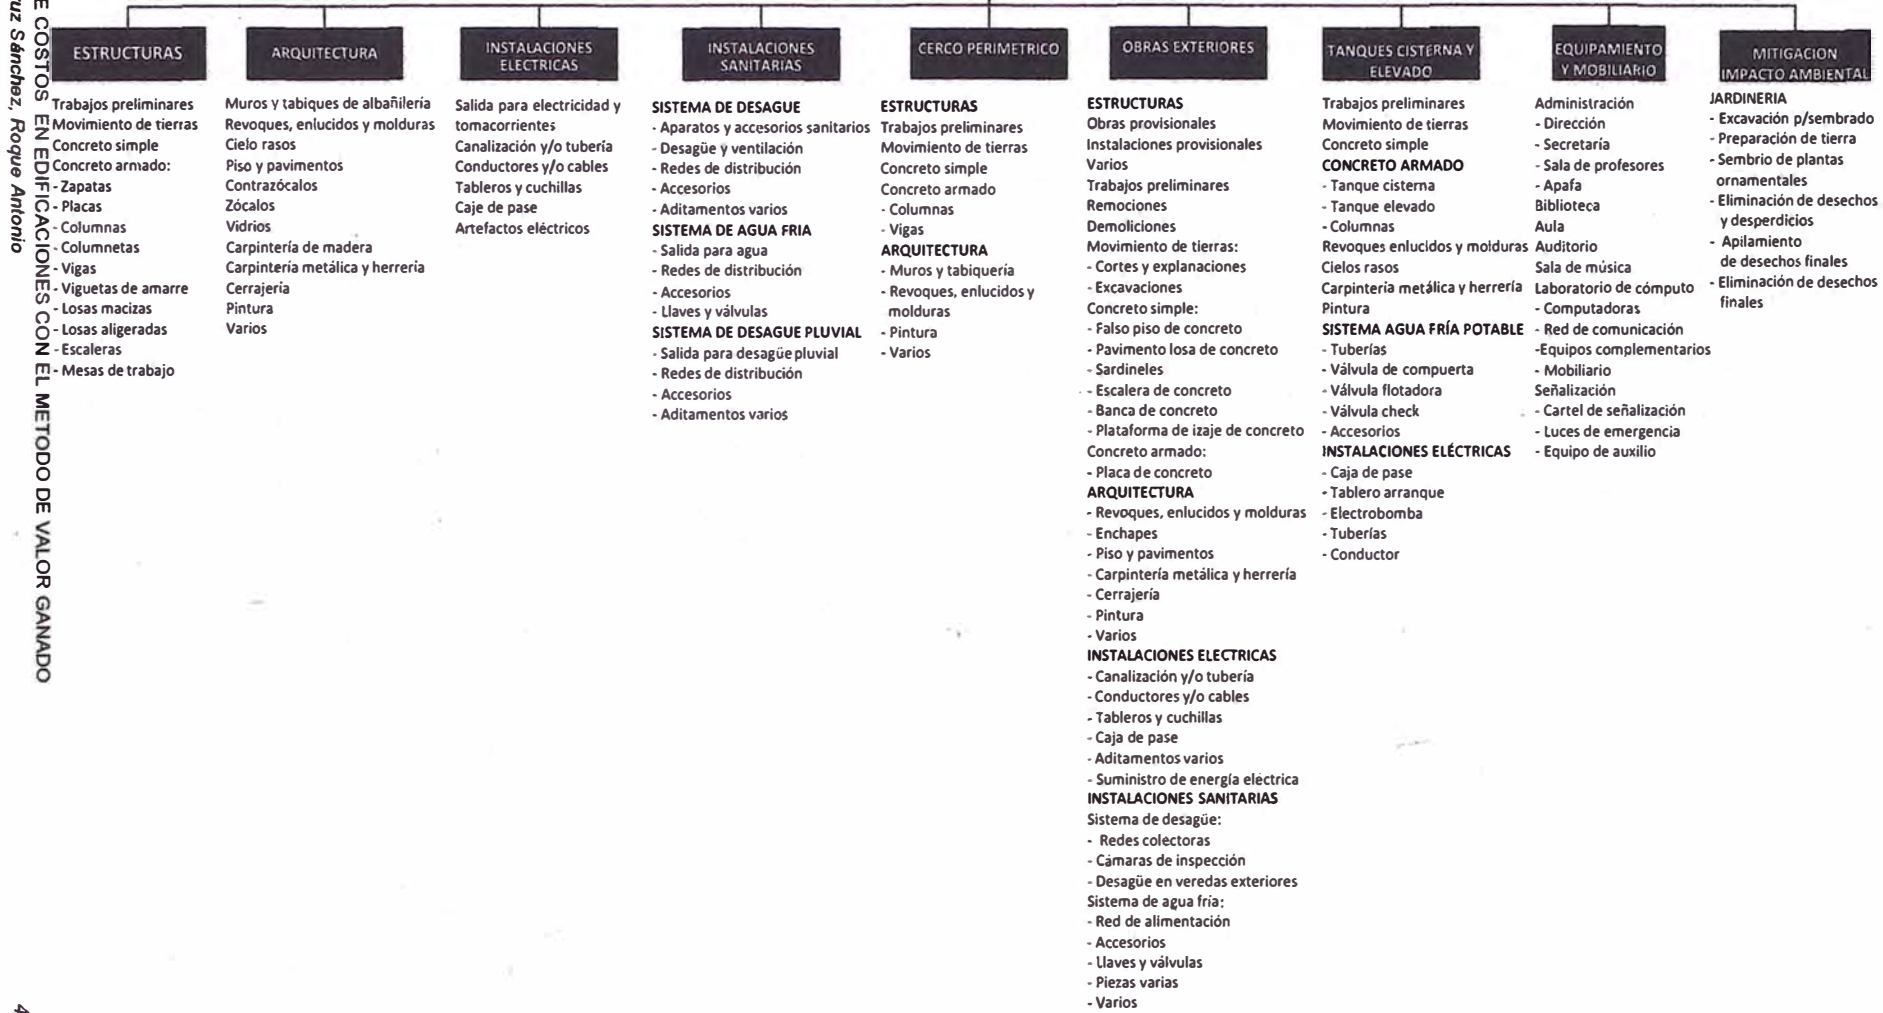 E COSTOS EN EDIFICACIONES CON EL METODO DE VALOR GANADO
ruz Sánchez, Roque Antonio
ESTRUCTURAS
Trabajos preliminares
Movimiento de tierras
Concreto simple
Concreto armado:
- Zapatas
- Placas
- Columnas
- Columnetas
- Vigas
- Viguetas de amarre
- Losas macizas
- Losas aligeradas
- Escaleras
- Mesas de trabajo
ARQUITECTURA
Muros y tabiques de albañilería
Revoques, enlucidos y molduras
Cielo rasos
Piso y pavimentos
Contrazócalos
Zócalos
Vidrios
Carpintería de madera
Carpintería metálica y herrería
Cerrajería
Pintura
Varios
INSTALACIONES
ELECTRICAS
Salida para electricidad y
tomacorrientes
Canalización y/o tubería
Conductores y/o cables
Tableros y cuchillas
Caje de pase
Artefactos eléctricos
INSTALACIONES
SANITARIAS
SISTEMA DE DESAGUE
- Aparatos y accesorios sanitarios
- Desagüe y ventilación
- Redes de distribución
- Accesorios
- Aditamentos varios
SISTEMA DE AGUA FRIA
- Salida para agua
- Redes de distribución
- Accesorios
- Llaves y válvulas
SISTEMA DE DESAGUE PLUVIAL
- Salida para desagüe pluvial
- Redes de distribución
- Accesorios
- Aditamentos varios
CERCO PERIMETRICO
ESTRUCTURAS
Trabajos preliminares
Movimiento de tierras
Concreto simple
Concreto armado
- Columnas
- Vigas
ARQUITECTURA
- Muros y tabiquería
- Revoques, enlucidos y
molduras
- Pintura
- Varios
OBRAS EXTERIORES
ESTRUCTURAS
Obras provisionales
Instalaciones provisionales
Varios
Trabajos preliminares
Remociones
Demoliciones
Movimiento de tierras:
- Cortes y explanaciones
- Excavaciones
Concreto simple:
- Falso piso de concreto
- Pavimento losa de concreto
- Sardineles
- Escalera de concreto
- Banca de concreto
- Plataforma de izaje de concreto
Concreto armado:
- Placa de concreto
ARQUITECTURA
- Revoques, enlucidos y molduras
- Enchapes
- Piso y pavimentos
- Carpintería metálica y herrería
- Cerrajería
- Pintura
- Varios
INSTALACIONES ELECTRICAS
- Canalización y/o tubería
- Conductores y/o cables
- Tableros y cuchillas
- Caja de pase
- Aditamentos varios
- Suministro de energía eléctrica
INSTALACIONES SANITARIAS
Sistema de desagüe:
- Redes colectoras
- Cámaras de inspección
- Desagüe en veredas exteriores
Sistema de agua fría:
- Red de alimentación
- Accesorios
- Llaves y válvulas
- Piezas varias
- Varios
TANQUES CISTERNA Y
ELEVADO
Trabajos preliminares
Movimiento de tierras
Concreto simple
CONCRETO ARMADO
- Tanque cisterna
- Tanque elevado
- Columnas
Revoques enlucidos y molduras
Cielos rasos
Carpintería metálica y herrería
Pintura
SISTEMA AGUA FRÍA POTABLE
- Tuberías
- Válvula de compuerta
- Válvula flotadora
- Válvula check
- Accesorios
INSTALACIONES ELÉCTRICAS
- Caja de pase
- Tablero arranque
- Electrobomba
- Tuberías
- Conductor
EQUIPAMIENTO
Y MOBILIARIO
Administración
- Dirección
- Secretaría
- Sala de profesores
- Apafa
Biblioteca
Aula
Auditorio
Sala de música
Laboratorio de cómputo
- Computadoras
- Red de comunicación
-Equipos complementarios
- Mobiliario
Señalización
- Cartel de señalización
- Luces de emergencia
- Equipo de auxilio
MITIGACION
IMPACTO AMBIENTAL
JARDINERIA
- Excavación p/sembrado
- Preparación de tierra
- Sembrio de plantas
ornamentales
- Eliminación de desechos
y desperdicios
- Apilamiento
de desechos finales
- Eliminación de desechos
finales